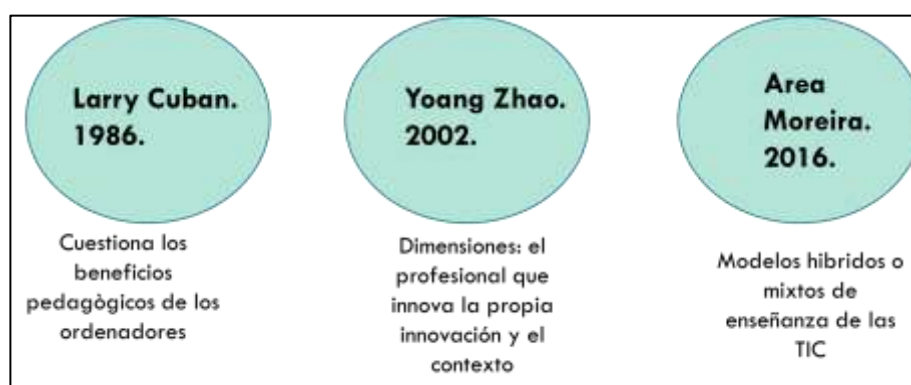 Larry Cuban.
1986.
Cuestiona los
beneficios
pedagògicos de los
ordenadores
Yoang Zhao.
2002.
Dimensiones: el
profesional que
innova la propia
innovación y el
contexto
Area
Moreira.
2016.
Modelos hibridos o
mixtos de
enseñanza de las
TIC